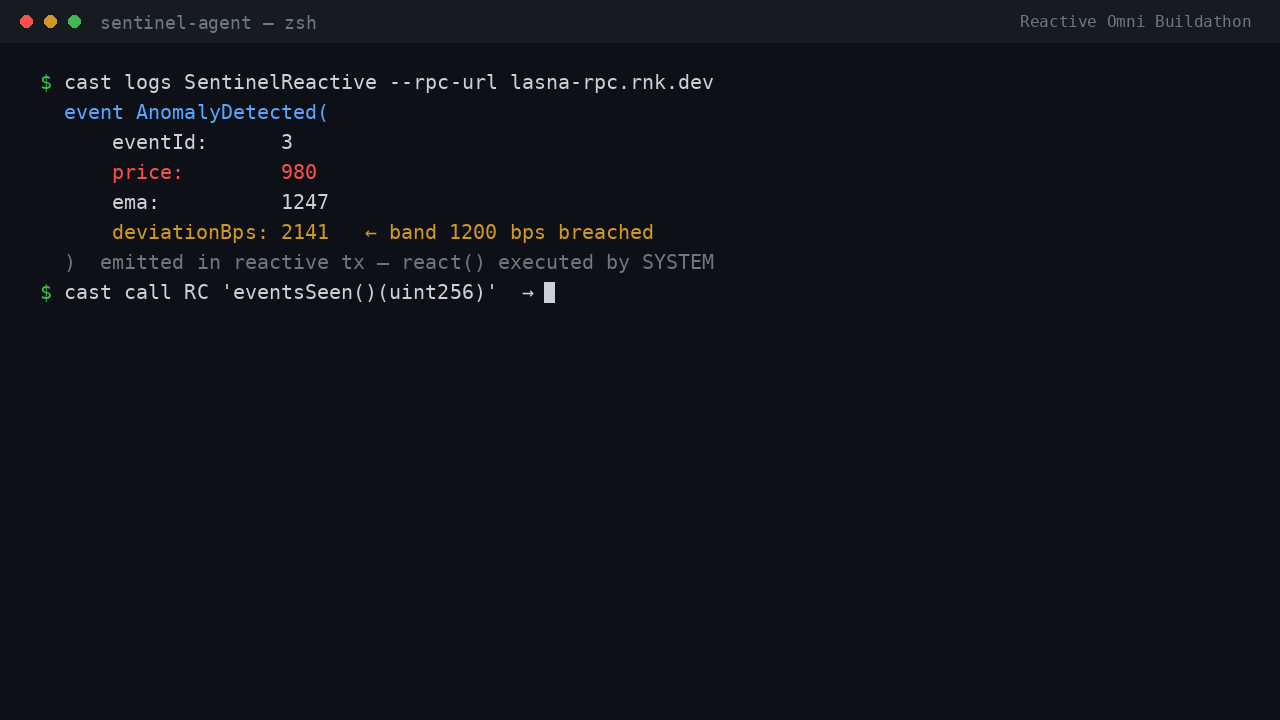 sentinel-agent — zsh
Reactive Omni Buildathon
$ cast logs SentinelReactive --rpc-url lasna-rpc.rnk.dev
event AnomalyDetected(
eventId: 3
price: 980
ema: 1247
deviationBps: 2141 ← band 1200 bps breached
) emitted in reactive tx — react() executed by SYSTEM
$ cast call RC 'eventsSeen()(uint256)' →